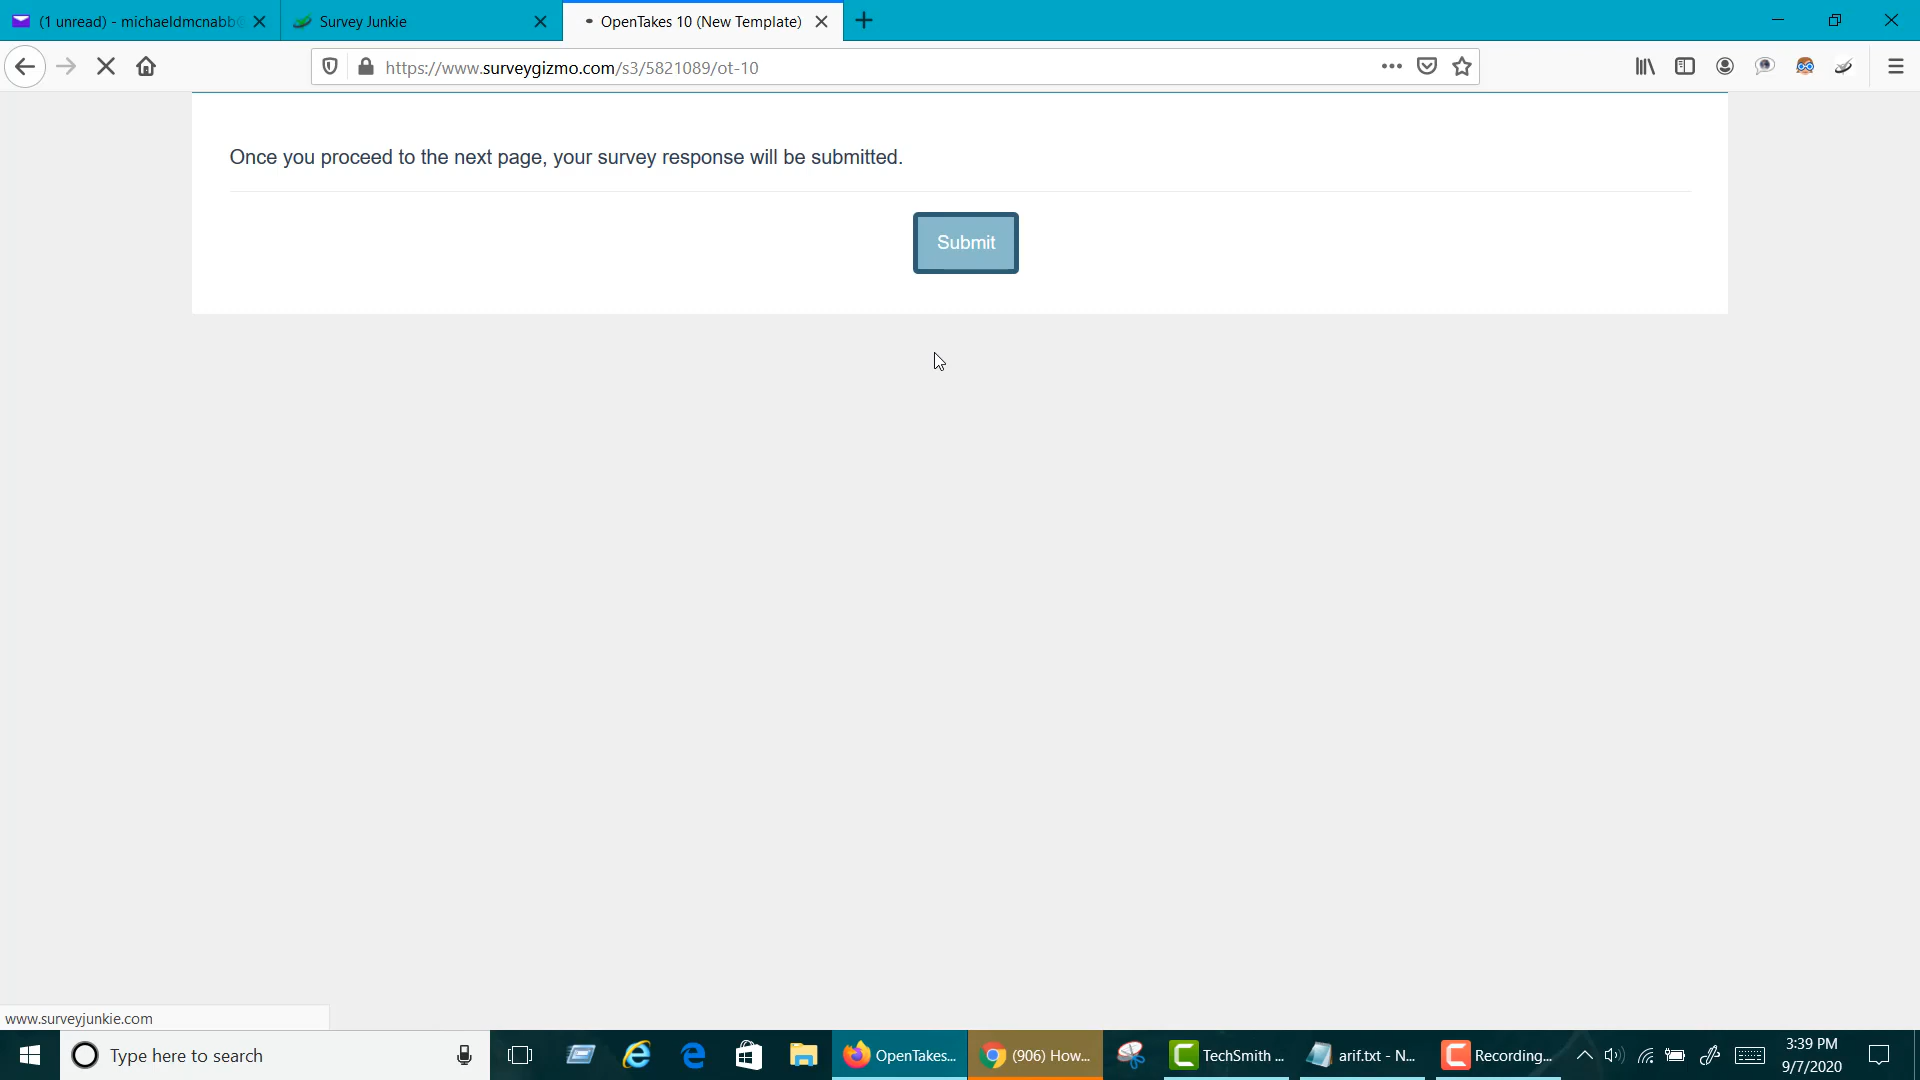 (1 unread) - michaeldmcnabb@
Survey Junkie
OpenTakes 10 (New Template)
https://www.surveygizmo.com/s3/5821089/ot-10
Once you proceed to the next page, your survey response will be submitted.
Submit
www.surveyjunkie.com
Type here to search
OpenTakes...
(906) How...
TechSmith ...
arif.txt - N...
Recording...
3:39 PM
9/7/2020